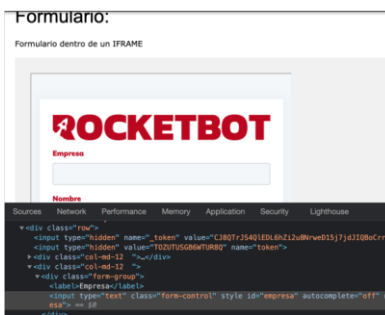 Formulario:
Formulario dentro de un IFRAME
ROCKETBOT
Empresa
Nombre
Sources Network Performance Memory Application Security Lighthouse
▼<div class="row">
<input type="hidden" name="_token" value="
<input type="hidden" value="TOZUTUSGB6WTUR8Q" name="token">
▶<div class="col-md-12 ">…</div>
▼<div class="col-md-12 ">
▼<div class="form-group">
<label>Empresa</label>
<input type="text" class="form-control" style id="empresa" autocomplete="off"
esa"> == $0
</div>